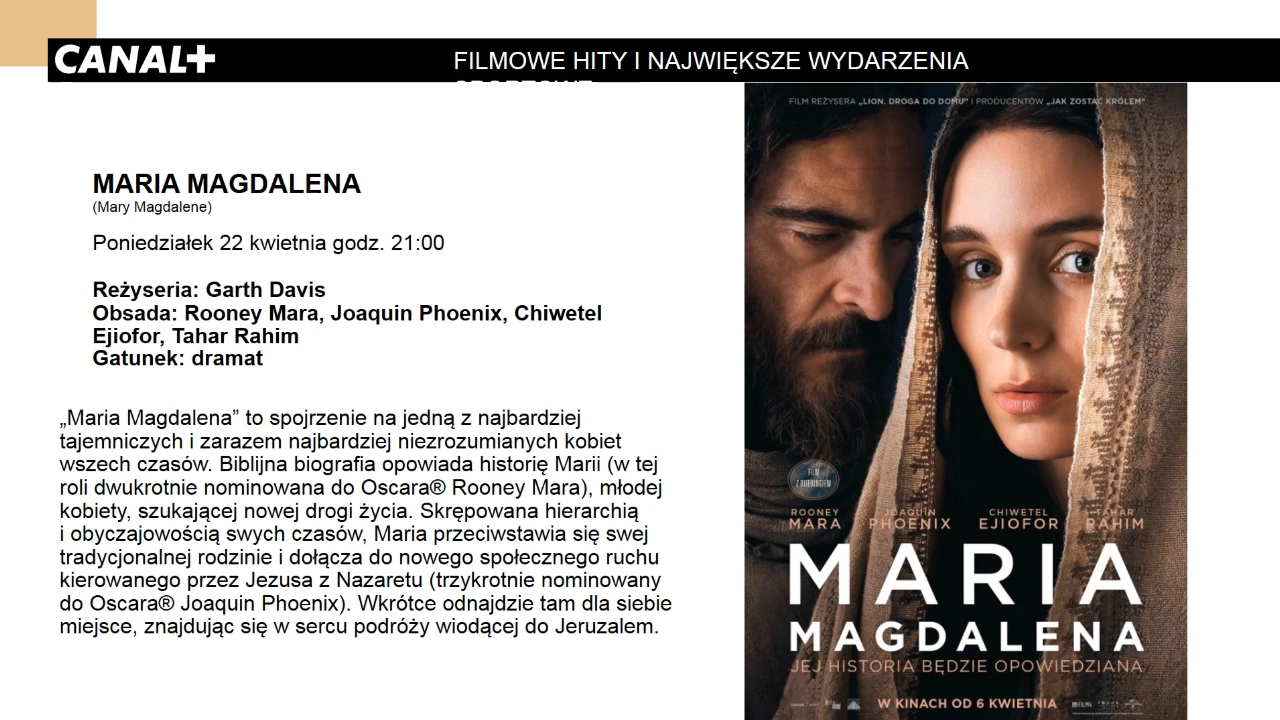 CANAL+
FILMOWE HITY I NAJWIĘKSZE WYDARZENIA
MARIA MAGDALENA
(Mary Magdalene)
Poniedziałek 22 kwietnia godz. 21:00
Reżyseria: Garth Davis
Obsada: Rooney Mara, Joaquin Phoenix, Chiwetel
Ejiofor, Tahar Rahim
Gatunek: dramat
„Maria Magdalena” to spojrzenie na jedną z najbardziej
tajemniczych i zarazem najbardziej niezrozumianych kobiet
wszech czasów. Biblijna biografia opowiada historię Marii (w tej
roli dwukrotnie nominowana do Oscara® Rooney Mara), młodej
kobiety, szukającej nowej drogi życia. Skrępowana hierarchią
i obyczajowością swych czasów, Maria przeciwstawia się swej
tradycjonalnej rodzinie i dołącza do nowego społecznego ruchu
kierowanego przez Jezusa z Nazaretu (trzykrotnie nominowany
do Oscara® Joaquin Phoenix). Wkrótce odnajdzie tam dla siebie
miejsce, znajdując się w sercu podróży wiodącej do Jeruzalem.
FILM REŻYSERA „LION. DROGA DO DOMU” I PRODUCENTÓW „JAK ZOSTAĆ KRÓLEM”
FILM
Z DUBBINGIEM
ROONEY MARA JOAQUIN PHOENIX CHIWETEL EJIOFOR TAHAR RAHIM
MARIA
MAGDALENA
JEJ HISTORIA BĘDZIE OPOWIEDZIANA
W KINACH OD 6 KWIETNIA